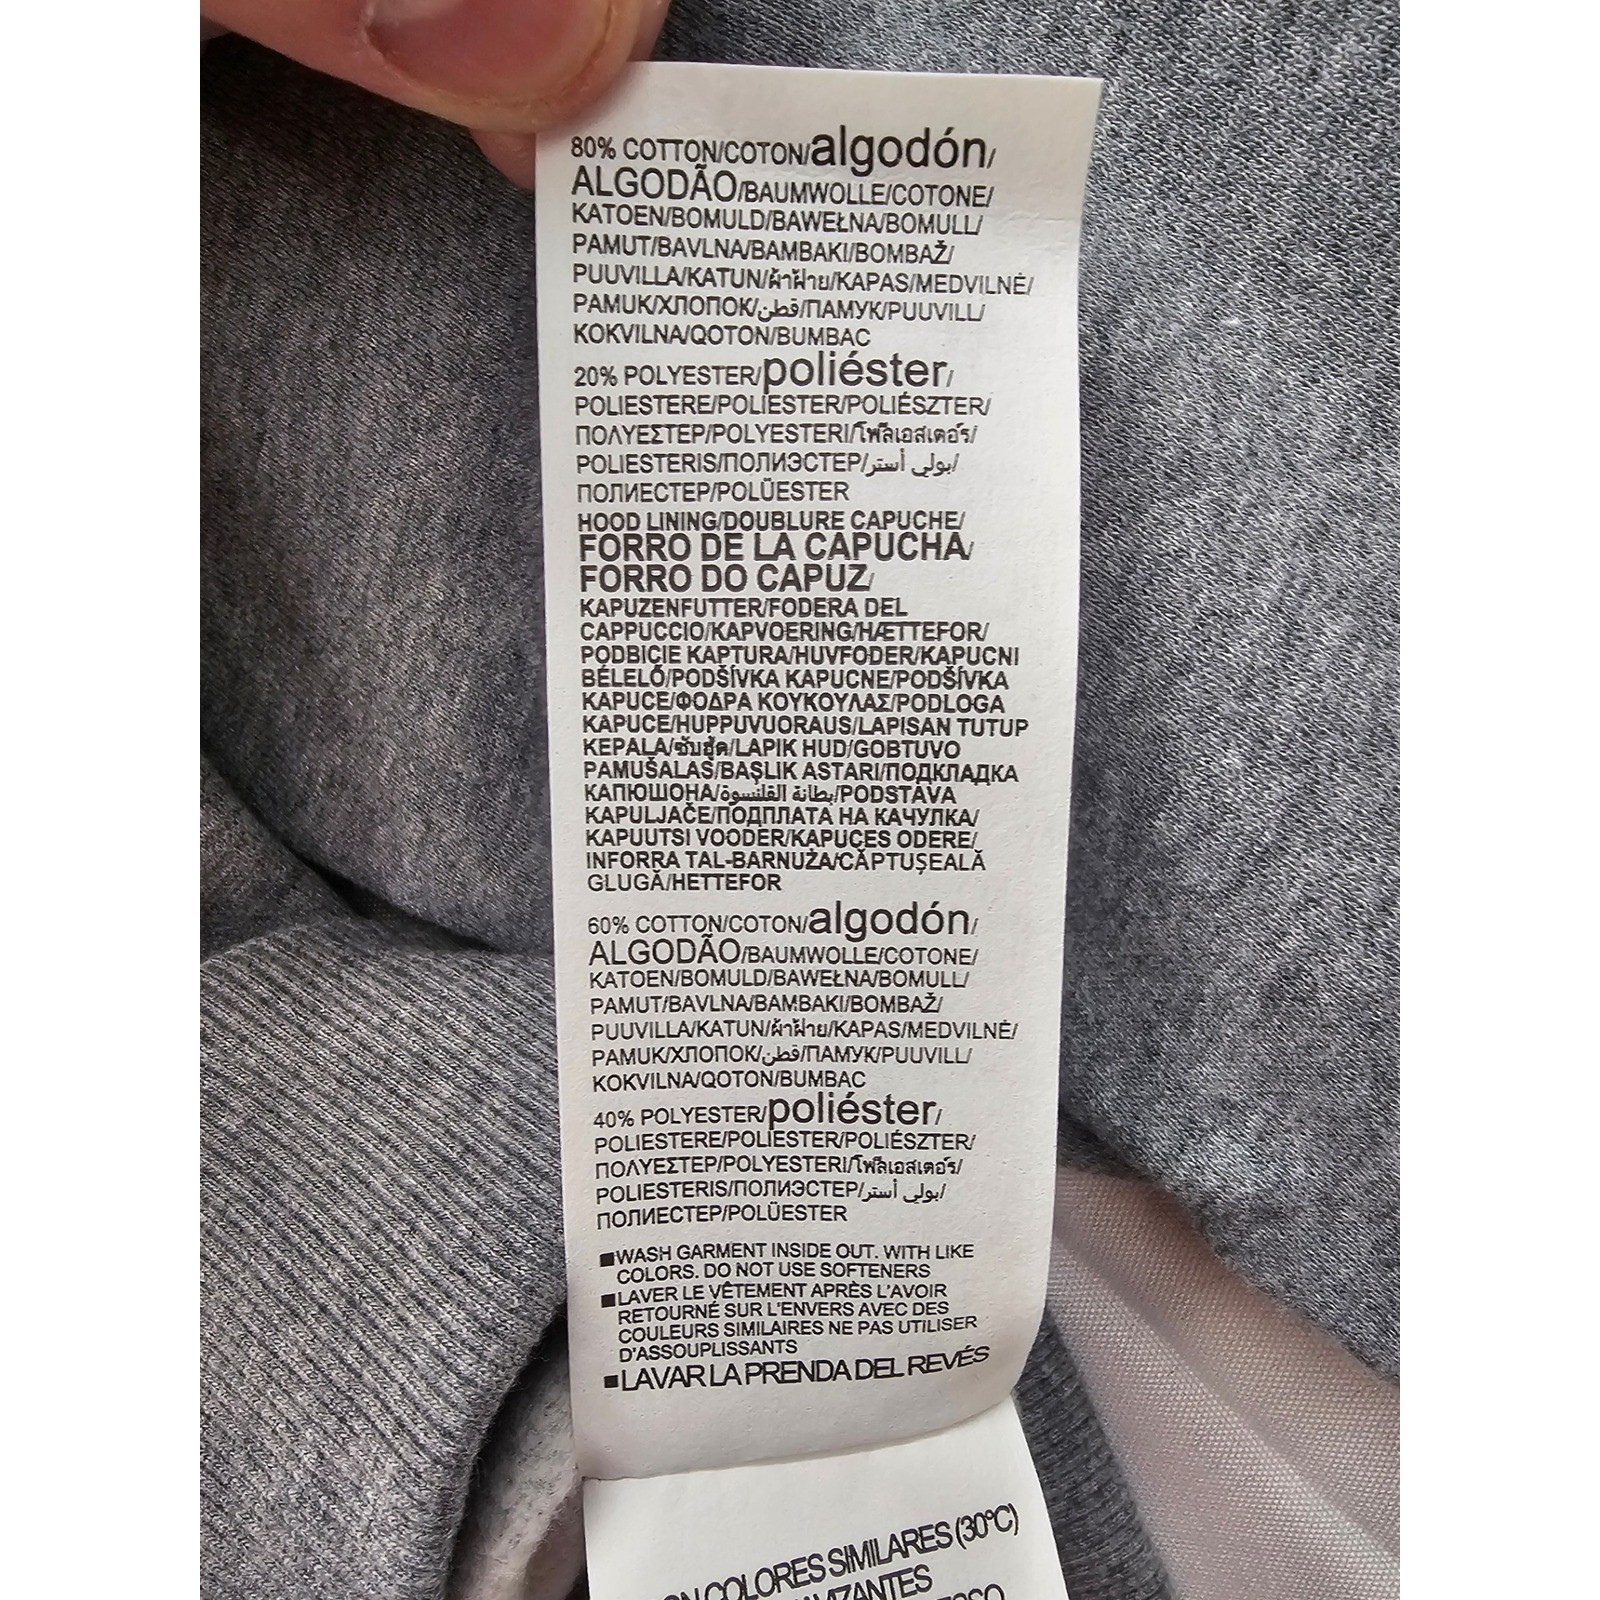 80% COTTON/COTON/algodón/
ALGODÃO/BAUMWOLLE/COTONE/
KATOEN/BOMULD/BAWEŁNA/BOMULL/
PAMUT/BAVLNA/BAMBAKI/BOMBAŽ/
PUUVILLA/KATUN/ผ้าฝ้าย/KAPAS/MEDVILNĖ/
PAMUK/ХЛОПОК/قطن/ПАМУК/PUUVILL/
KOKVILNA/QOTON/BUMBAC
20% POLYESTER/poliéster/
POLIESTERE/POLIESTER/POLIÉSZTER/
ΠΟΛΥΕΣΤΕΡ/POLYESTERI/โพลีเอสเตอร์/
POLIESTERIS/ПОЛИЭСТЕР/بولي أستر/
ПОЛИЕСТЕР/POLÜESTER
HOOD LINING/DOUBLURE CAPUCHE/
FORRO DE LA CAPUCHA/
FORRO DO CAPUZ/
KAPUZENFUTTER/FODERA DEL
CAPPUCCIO/KAPVOERING/HÆTTEFOR/
PODBICIE KAPTURA/HUVFODER/KAPUCNI
BÉLELŐ/PODŠÍVKA KAPUCNE/PODŠÍVKA
KAPUCE/ΦΟΔΡΑ ΚΟΥΚΟΥΛΑΣ/PODLOGA
KAPUCE/HUPPUVUORAUS/LAPISAN TUTUP
KEPALA/ซับฮู้ด/LAPIK HUD/GOBTUVO
PAMUŠALAS/BAŞLIK ASTARI/ПОДКЛАДКА
КАПЮШОНА/بطانة القلنسوة/PODSTAVA
KAPULJAČE/ПОДПЛАТА НА КАЧУЛКА/
KAPUUTSI VOODER/KAPUCES ODERE/
INFORRA TAL-BARNUŻA/CĂPTUȘEALĂ
GLUGĂ/HETTEFOR
60% COTTON/COTON/algodón/
ALGODÃO/BAUMWOLLE/COTONE/
KATOEN/BOMULD/BAWEŁNA/BOMULL/
PAMUT/BAVLNA/BAMBAKI/BOMBAŽ/
PUUVILLA/KATUN/ผ้าฝ้าย/KAPAS/MEDVILNĖ/
PAMUK/ХЛОПОК/قطن/ПАМУК/PUUVILL/
KOKVILNA/QOTON/BUMBAC
40% POLYESTER/poliéster/
POLIESTERE/POLIESTER/POLIÉSZTER/
ΠΟΛΥΕΣΤΕΡ/POLYESTERI/โพลีเอสเตอร์/
POLIESTERIS/ПОЛИЭСТЕР/بولي أستر/
ПОЛИЕСТЕР/POLÜESTER
■WASH GARMENT INSIDE OUT. WITH LIKE
COLORS. DO NOT USE SOFTENERS
■LAVER LE VÊTEMENT APRÈS L'AVOIR
RETOURNÉ SUR L'ENVERS AVEC DES
COULEURS SIMILAIRES NE PAS UTILISER
D'ASSOUPLISSANTS
■LAVAR LA PRENDA DEL REVÉS
COLORES SIMILARES (30°C)